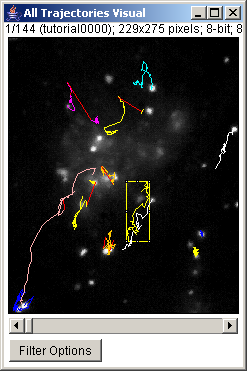 All Trajectories Visual
1/144 (tutorial0000); 229x275 pixels; 8-bit; 8
Filter Options